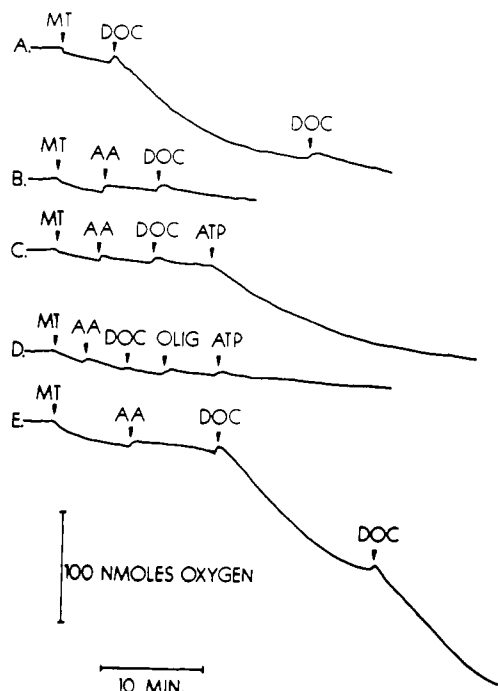 MT DOC
A.
DOC
MT AA DOC
B.
MT AA DOC ATP
C.
MT AA DOC OLIG ATP
D.
MT AA DOC
E.
DOC
100 NMOLES OXYGEN
10 MIN.